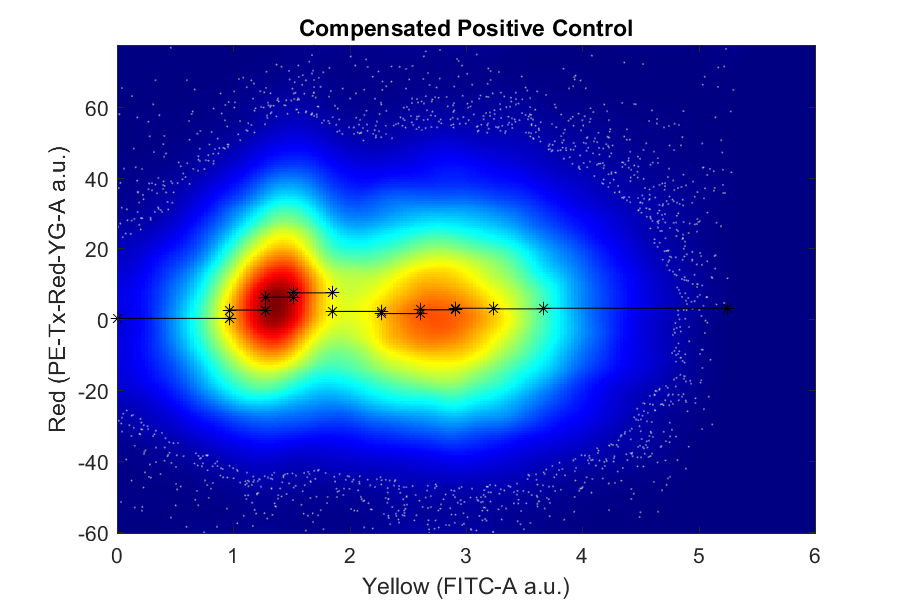 Compensated Positive Control
Red (PE-Tx-Red-YG-A a.u.)
60
40
20
0
-20
-40
-60
0 1 2 3 4 5 6
Yellow (FITC-A a.u.)